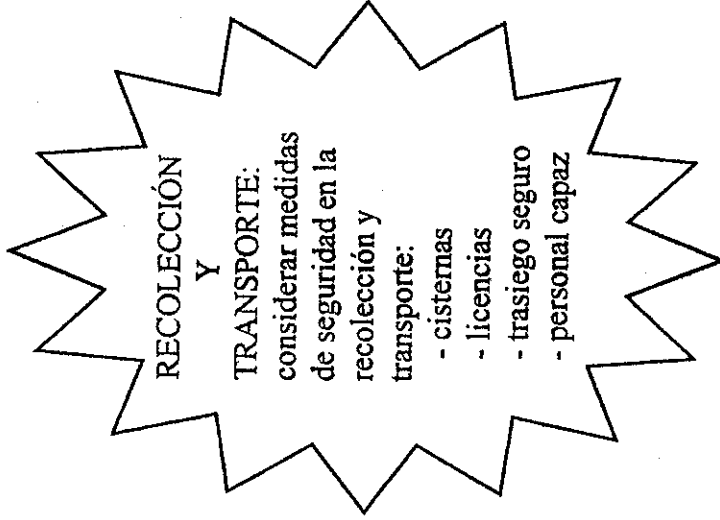 RECOLECCIÓN
Y
TRANSPORTE:
considerar medidas
de seguridad en la
recolección y
transporte:
- cisternas
- licencias
- trasiego seguro
- personal capaz